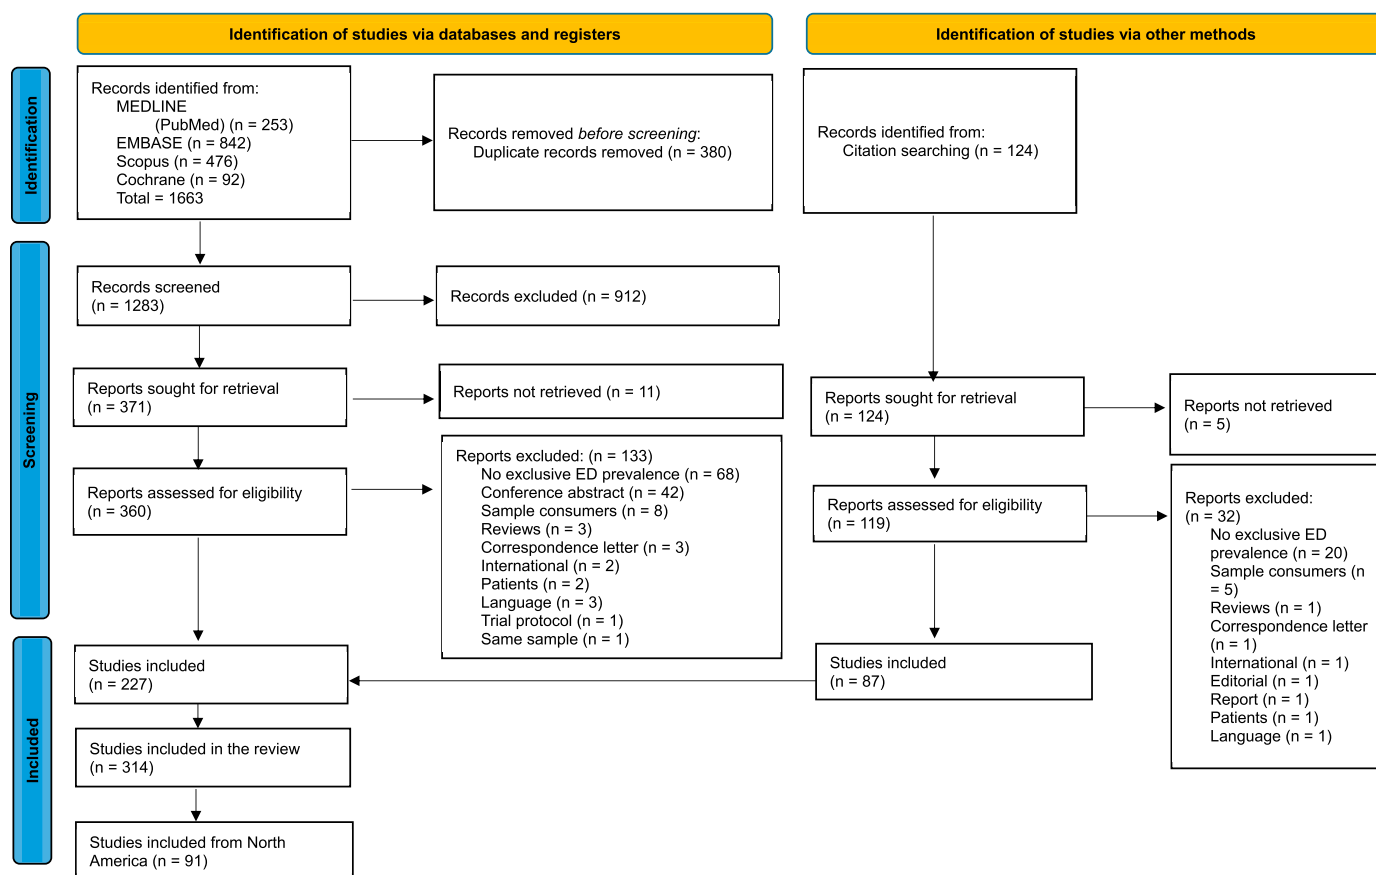 Identification of studies via databases and registers
Identification of studies via other methods
Identification
Records identified from:
MEDLINE
(PubMed) (n = 253)
EMBASE (n = 842)
Scopus (n = 476)
Cochrane (n = 92)
Total = 1663
Records removed before screening:
Duplicate records removed (n = 380)
Records identified from:
Citation searching (n = 124)
Screening
Records screened
(n = 1283)
Records excluded (n = 912)
Reports sought for retrieval
(n = 371)
Reports not retrieved (n = 11)
Reports sought for retrieval
(n = 124)
Reports not retrieved
(n = 5)
Reports assessed for eligibility
(n = 360)
Reports excluded: (n = 133)
No exclusive ED prevalence (n = 68)
Conference abstract (n = 42)
Sample consumers (n = 8)
Reviews (n = 3)
Correspondence letter (n = 3)
International (n = 2)
Patients (n = 2)
Language (n = 3)
Trial protocol (n = 1)
Same sample (n = 1)
Reports assessed for eligibility
(n = 119)
Reports excluded:
(n = 32)
No exclusive ED
prevalence (n = 20)
Sample consumers (n
= 5)
Reviews (n = 1)
Correspondence letter
(n = 1)
International (n = 1)
Editorial (n = 1)
Report (n = 1)
Patients (n = 1)
Language (n = 1)
Included
Studies included
(n = 227)
Studies included
(n = 87)
Studies included in the review
(n = 314)
Studies included from North
America (n = 91)